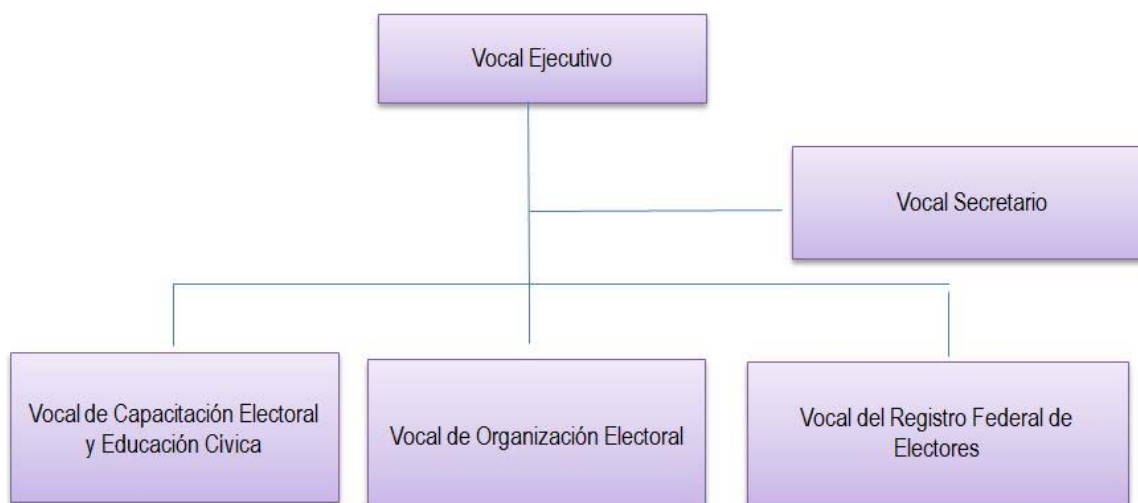 Vocal Ejecutivo
Vocal Secretario
Vocal de Capacitación Electoral
y Educación Cívica
Vocal de Organización Electoral
Vocal del Registro Federal de
Electores